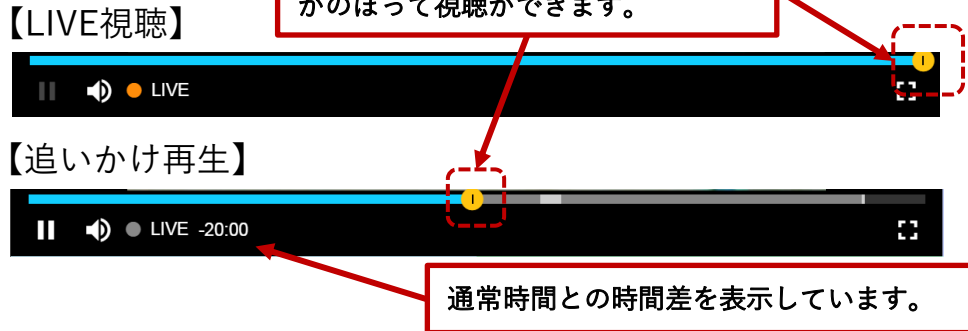 かのぼって視聴ができます。
【LIVE視聴】
LIVE
【追いかけ再生】
LIVE -20:00
通常時間との時間差を表示しています。